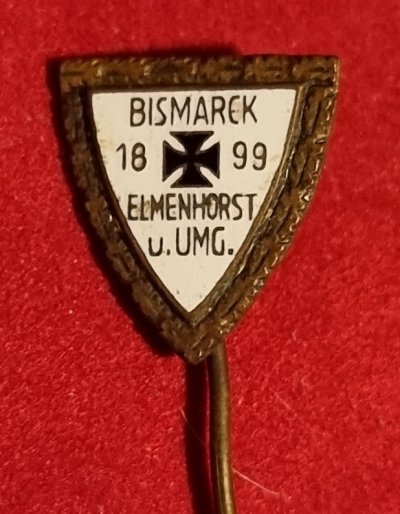 BISMARCK
18 99
ELMENHORST
u. UMG.